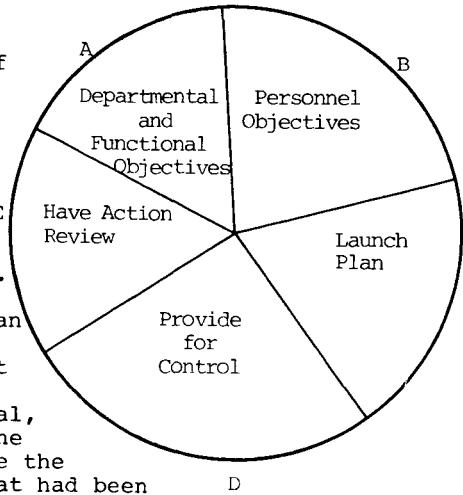 A
B
f
Departmental
and
Functional
Objectives
Personnel
Objectives
Have Action
Review
Launch
Plan
Provide
for
Control
.
an
t
al,
ne
e the
at had been
D